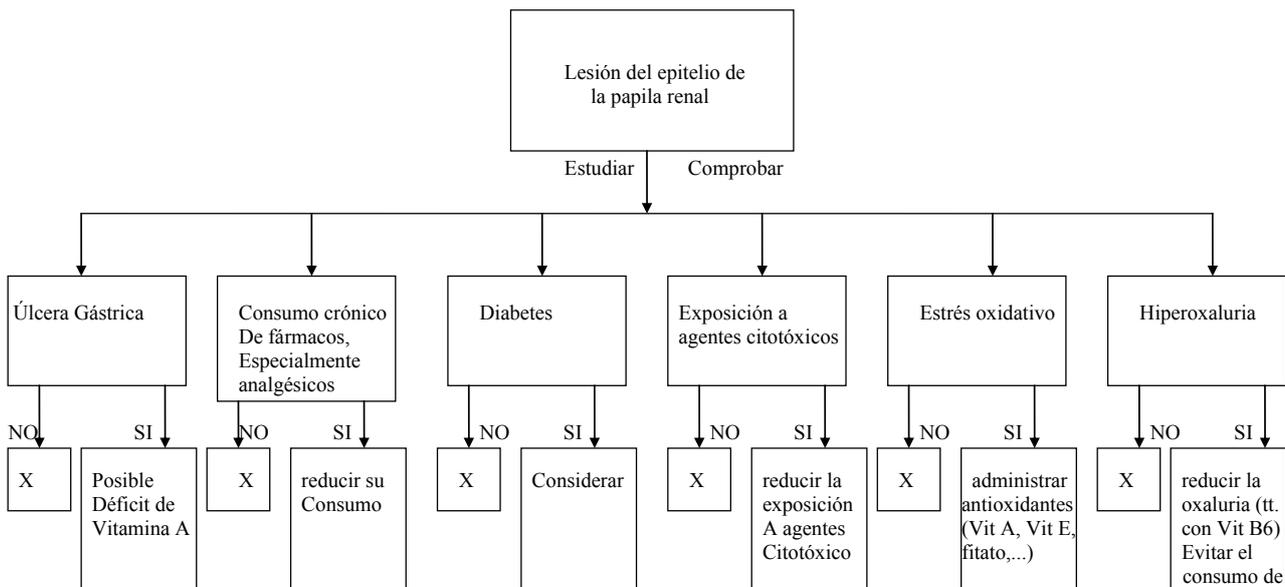 Lesión del epitelio de
la papila renal
Estudiar Comprobar
Úlcera Gástrica
Consumo crónico
De fármacos,
Especialmente
analgésicos
Diabetes
Exposición a
agentes citotóxicos
Estrés oxidativo
Hiperoxaluria
NO SI
NO SI
NO SI
NO SI
NO SI
NO SI
X
Posible
Déficit de
Vitamina A
X
reducir su
Consumo
X
Considerar
X
reducir la
exposición
A agentes
Citotóxico
X
administrar
antioxidantes
(Vit A, Vit E,
fitato,...)
X
reducir la
oxaluria (tt.
con Vit B6)
Evitar el
consumo de